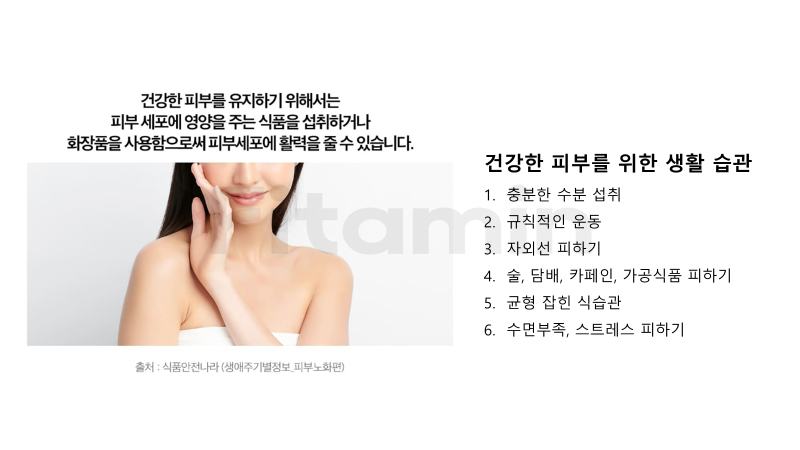 건강한 피부를 유지하기 위해서는
피부 세포에 영양을 주는 식품을 섭취하거나
화장품을 사용함으로써 피부세포에 활력을 줄 수 있습니다.
출처 : 식품안전나라 (생애주기별정보_피부노화편)
건강한 피부를 위한 생활 습관
1. 충분한 수분 섭취
2. 규칙적인 운동
3. 자외선 피하기
4. 술, 담배, 카페인, 가공식품 피하기
5. 균형 잡힌 식습관
6. 수면부족, 스트레스 피하기
Vitamin